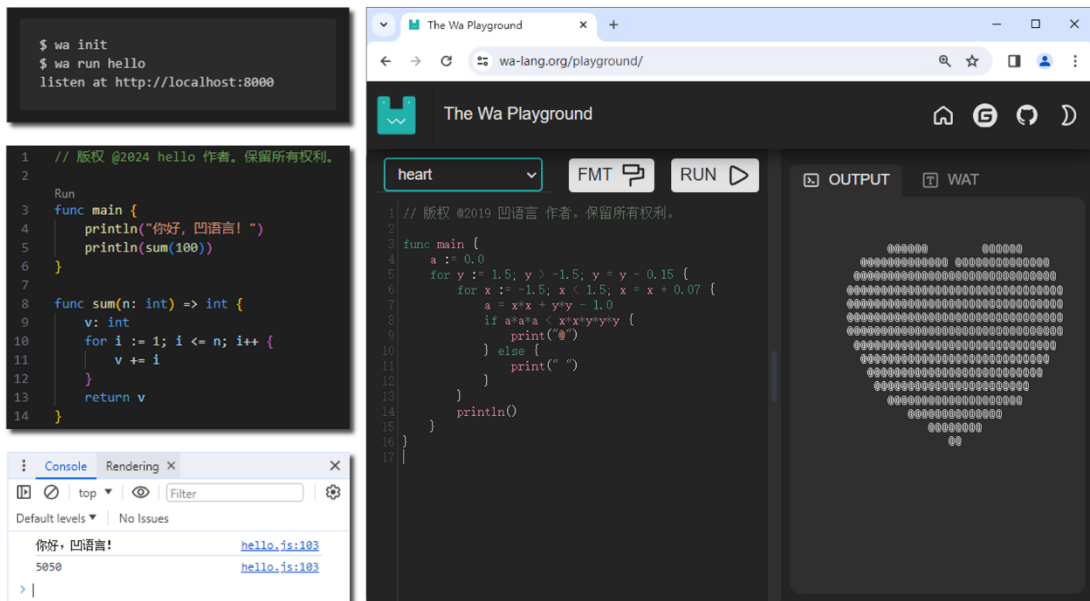 $ wa init
$ wa run hello
listen at http://localhost:8000
1 // 版权 @2024 hello 作者。保留所有权利。
2
Run
3 func main {
4 println("你好, 凹语言! ")
5 println(sum(100))
6 }
7
8 func sum(n: int) => int {
9 v: int
10 for i := 1; i <= n; i++ {
11 v += i
12 }
13 return v
14 }
Console Rendering ×
top ▼ Filter
Default levels ▼ No Issues
你好，凹语言! hello.js:103
5050 hello.js:103
>
The Wa Playground
wa-lang.org/playground/
The Wa Playground
heart FMT RUN
1 // 版权 @2019 凹语言 作者。保留所有权利。
2
3 func main {
4 a := 0.0
5 for y := 1.5; y > -1.5; y = y - 0.15 {
6 for x := -1.5; x < 1.5; x = x + 0.07 {
7 a = x*x + y*y - 1.0
8 if a*a*a < x*x*y*y*y {
9 print("@")
10 } else {
11 print(" ")
12 }
13 }
14 println()
15 }
16 }
17
OUTPUT WAT